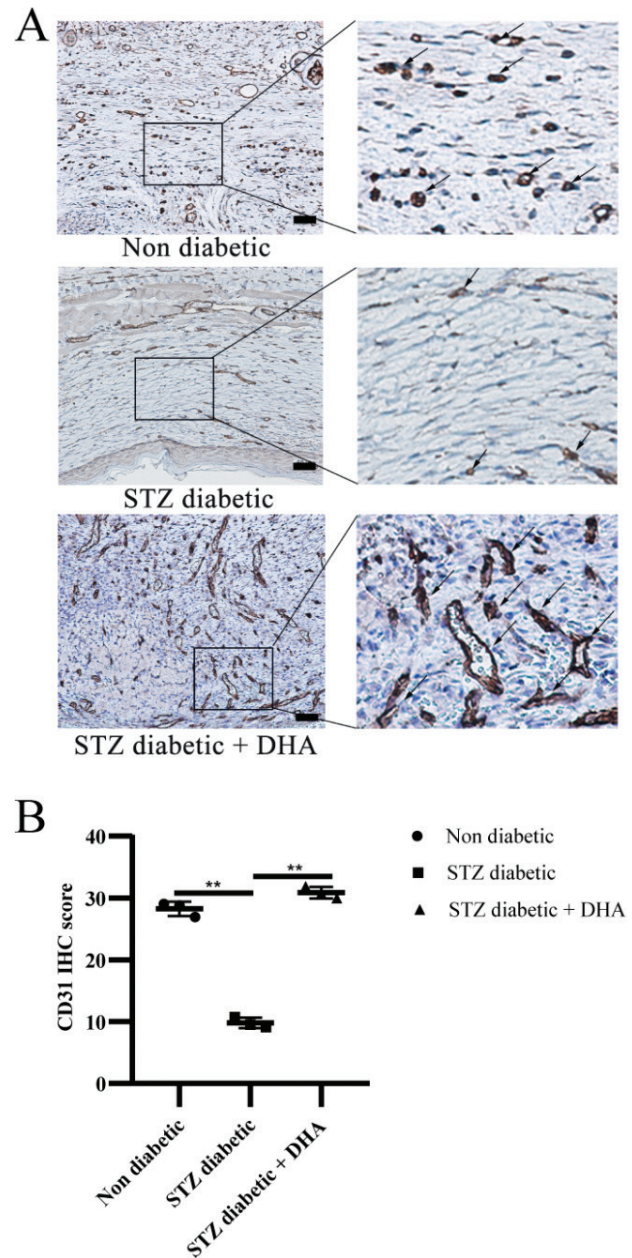 A
Non diabetic
STZ diabetic
STZ diabetic + DHA
B
40
30
20
10
0
CD31 IHC score
**
**
Non diabetic
STZ diabetic
STZ diabetic + DHA
Non diabetic
STZ diabetic
STZ diabetic + DHA